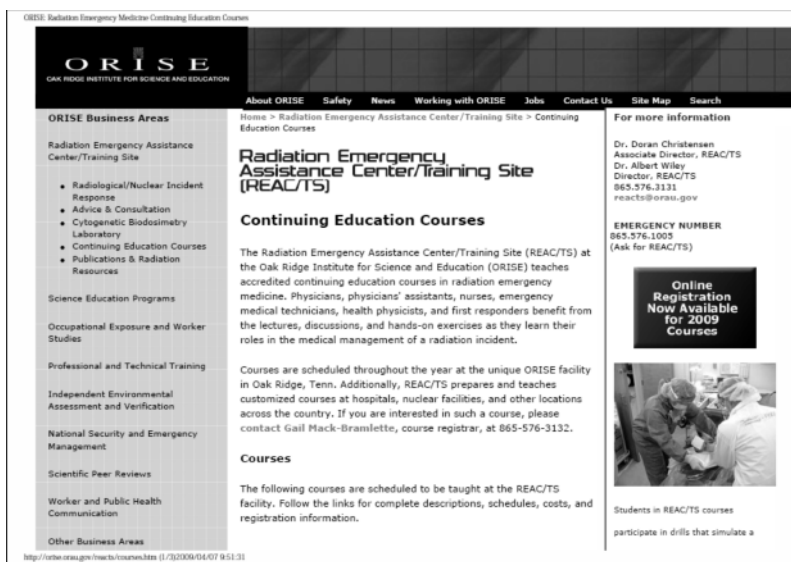 ORISE: Radiation Emergency Medicine Continuing Education Courses
ORISE
OAK RIDGE INSTITUTE FOR SCIENCE AND EDUCATION
About ORISE Safety News Working with ORISE Jobs Contact Us Site Map Search
ORISE Business Areas
Radiation Emergency Assistance
Center/Training Site
Radiological/Nuclear Incident
Response
Advice & Consultation
Cytogenetic Biodosimetry
Laboratory
Continuing Education Courses
Publications & Radiation
Resources
Science Education Programs
Occupational Exposure and Worker
Studies
Professional and Technical Training
Independent Environmental
Assessment and Verification
National Security and Emergency
Management
Scientific Peer Reviews
Worker and Public Health
Communication
Other Business Areas
Home > Radiation Emergency Assistance Center/Training Site > Continuing
Education Courses
Radiation Emergency
Assistance Center/Training Site
(REAC/TS)
Continuing Education Courses
The Radiation Emergency Assistance Center/Training Site (REAC/TS) at
the Oak Ridge Institute for Science and Education (ORISE) teaches
accredited continuing education courses in radiation emergency
medicine. Physicians, physicians' assistants, nurses, emergency
medical technicians, health physicists, and first responders benefit from
the lectures, discussions, and hands-on exercises as they learn their
roles in the medical management of a radiation incident.
Courses are scheduled throughout the year at the unique ORISE facility
in Oak Ridge, Tenn. Additionally, REAC/TS prepares and teaches
customized courses at hospitals, nuclear facilities, and other locations
across the country. If you are interested in such a course, please
contact Gail Mack-Bramlette, course registrar, at 865-576-3132.
Courses
The following courses are scheduled to be taught at the REAC/TS
facility. Follow the links for complete descriptions, schedules, costs, and
registration information.
For more information
Dr. Doran Christensen
Associate Director, REAC/TS
Dr. Albert Wiley
Director, REAC/TS
865.576.3131
reacts@orau.gov
EMERGENCY NUMBER
865.576.1005
(Ask for REAC/TS)
Online
Registration
Now Available
for 2009
Courses
Students in REAC/TS courses
participate in drills that simulate a
http://orise.orau.gov/reacts/courses.htm (1/3)2009/04/07 9:51:31